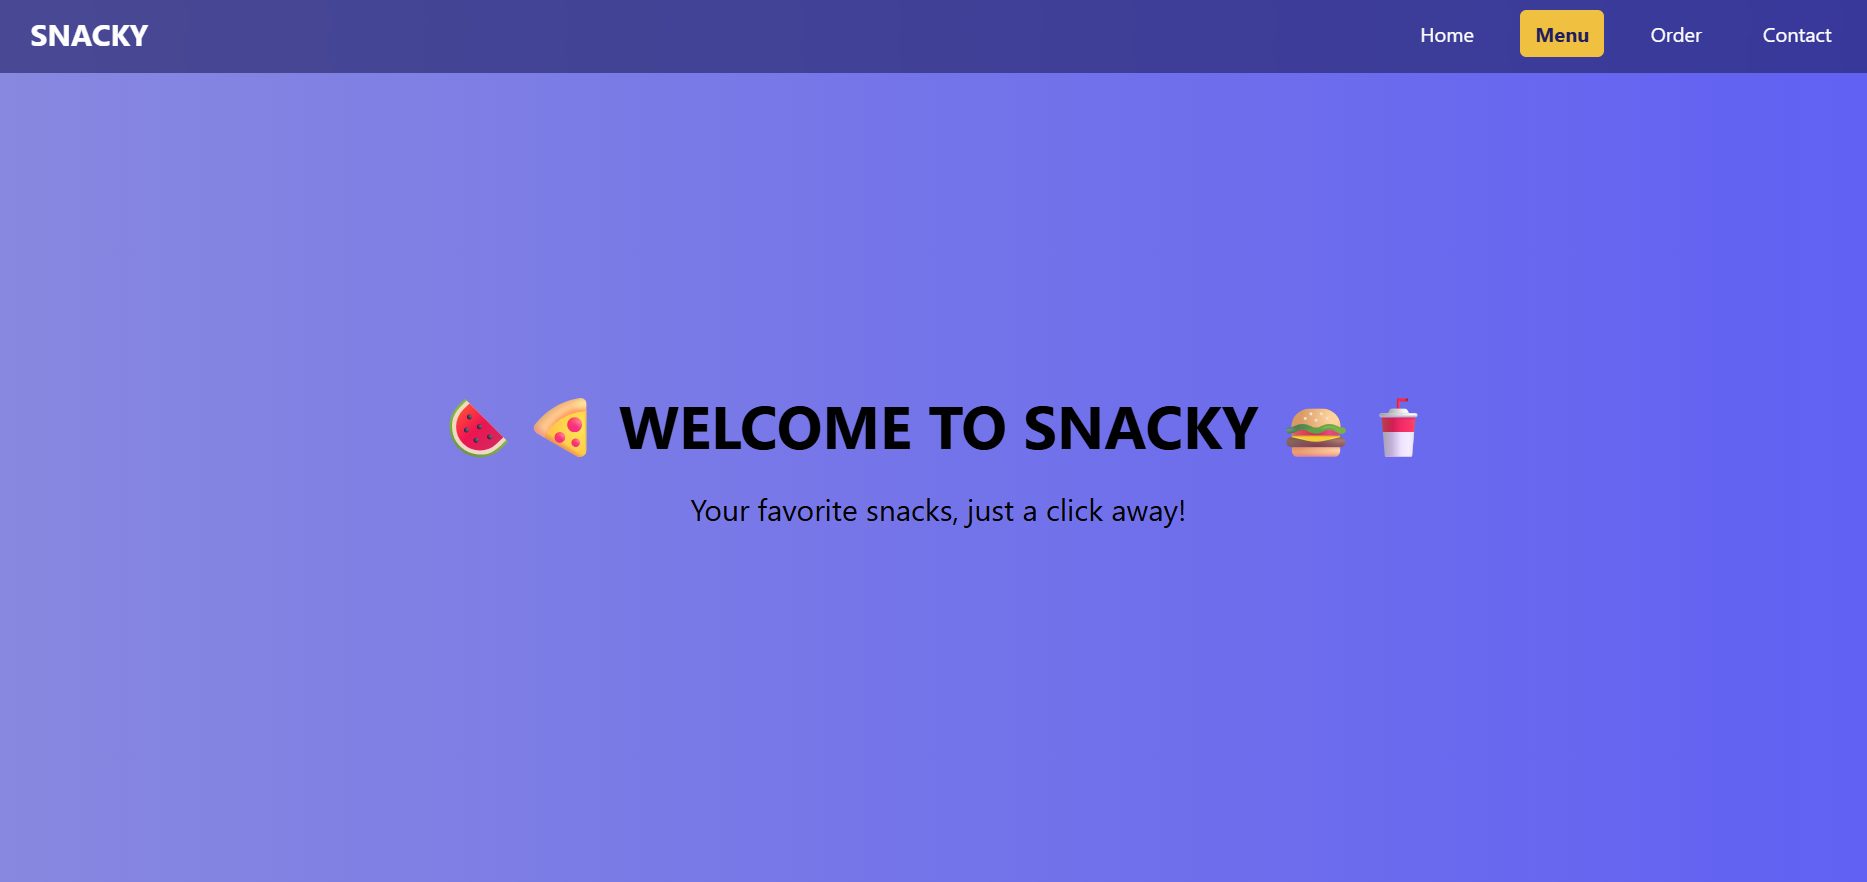 SNACKY
Home Menu Order Contact
WELCOME TO SNACKY
Your favorite snacks, just a click away!